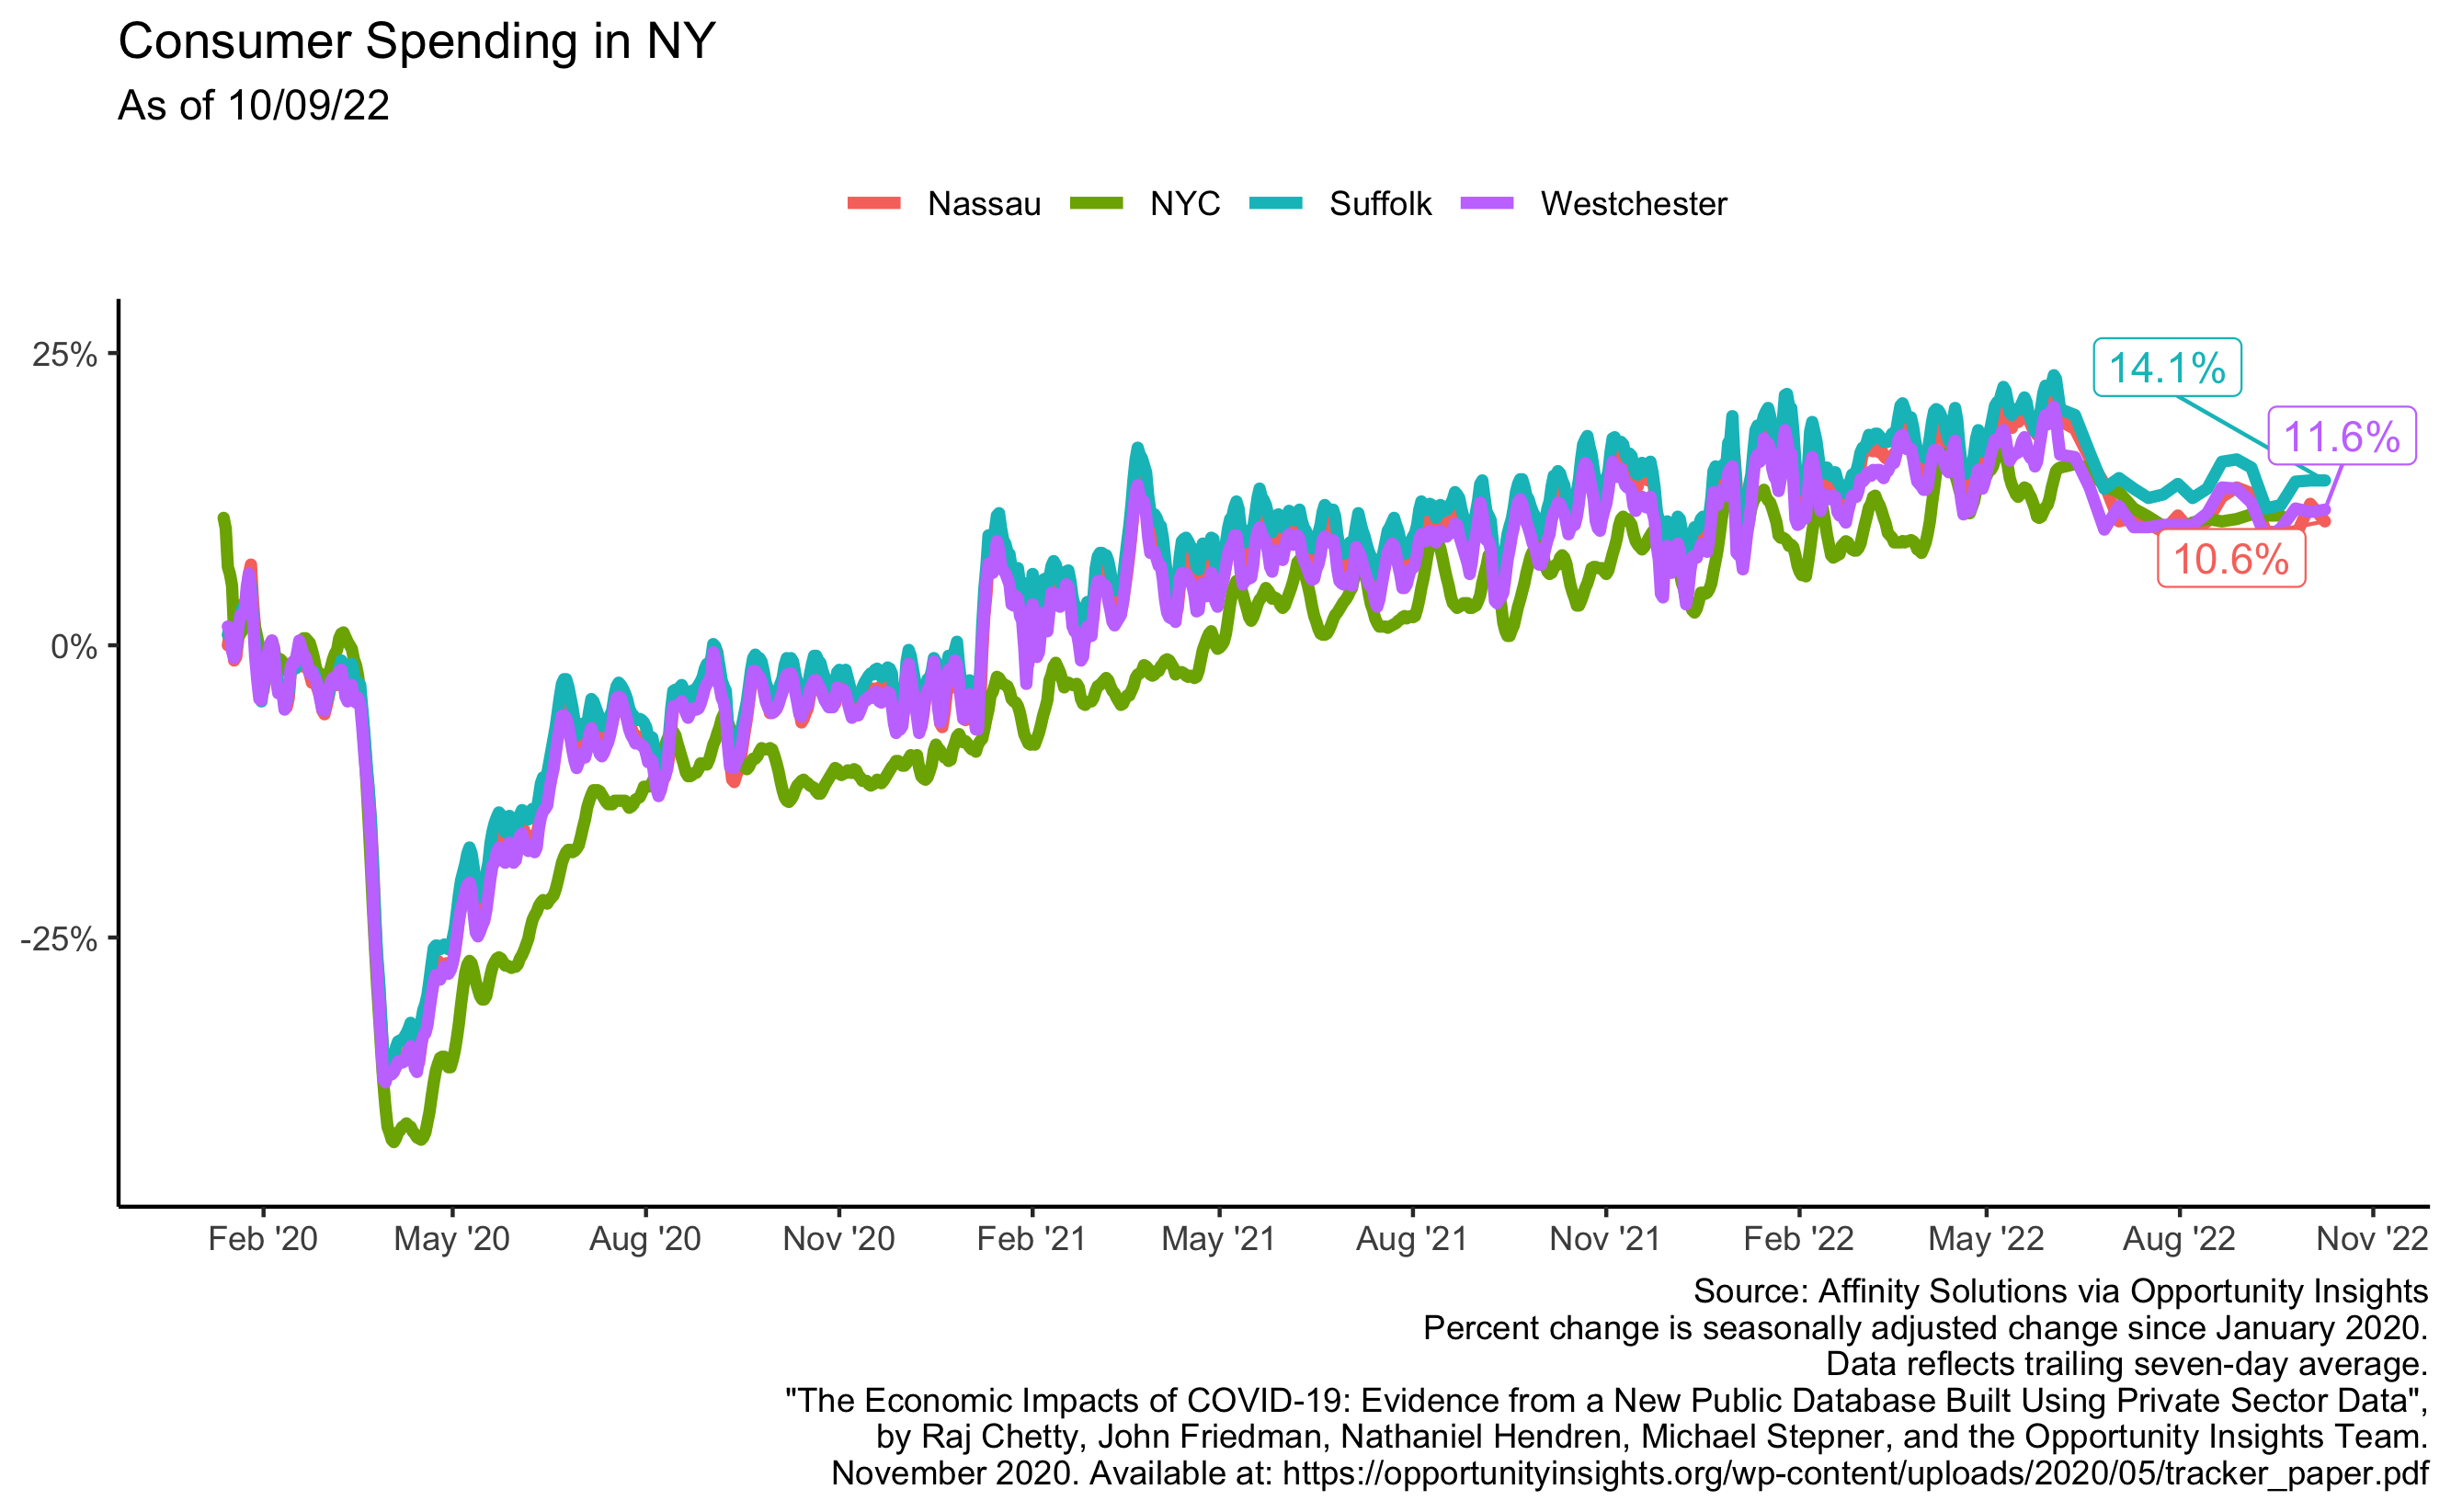 Consumer Spending in NY
As of 10/09/22
Nassau NYC Suffolk Westchester
25%
0%
-25%
14.1%
11.6%
10.6%
Feb '20 May '20 Aug '20 Nov '20 Feb '21 May '21 Aug '21 Nov '21 Feb '22 May '22 Aug '22 Nov '22
Source: Affinity Solutions via Opportunity Insights
Percent change is seasonally adjusted change since January 2020.
Data reflects trailing seven-day average.
"The Economic Impacts of COVID-19: Evidence from a New Public Database Built Using Private Sector Data",
by Raj Chetty, John Friedman, Nathaniel Hendren, Michael Stepner, and the Opportunity Insights Team.
November 2020. Available at: https://opportunityinsights.org/wp-content/uploads/2020/05/tracker_paper.pdf